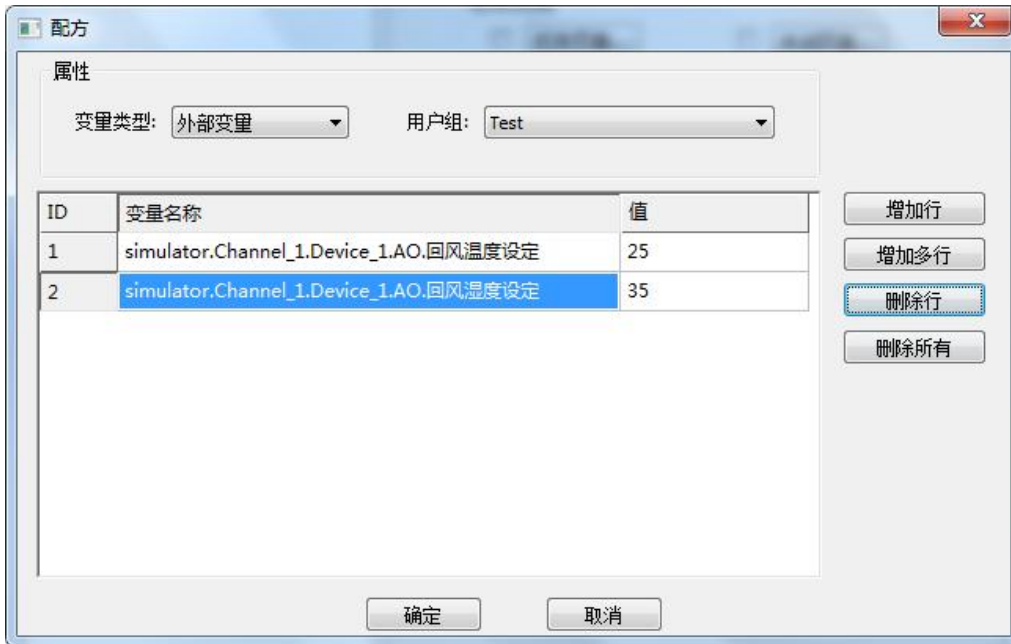 配方
属性
变量类型: 外部变量 用户组: Test
ID 变量名称 值
1 simulator.Channel_1.Device_1.AO.回风温度设定 25
2 simulator.Channel_1.Device_1.AO.回风湿度设定 35
增加行
增加多行
删除行
删除所有
确定 取消